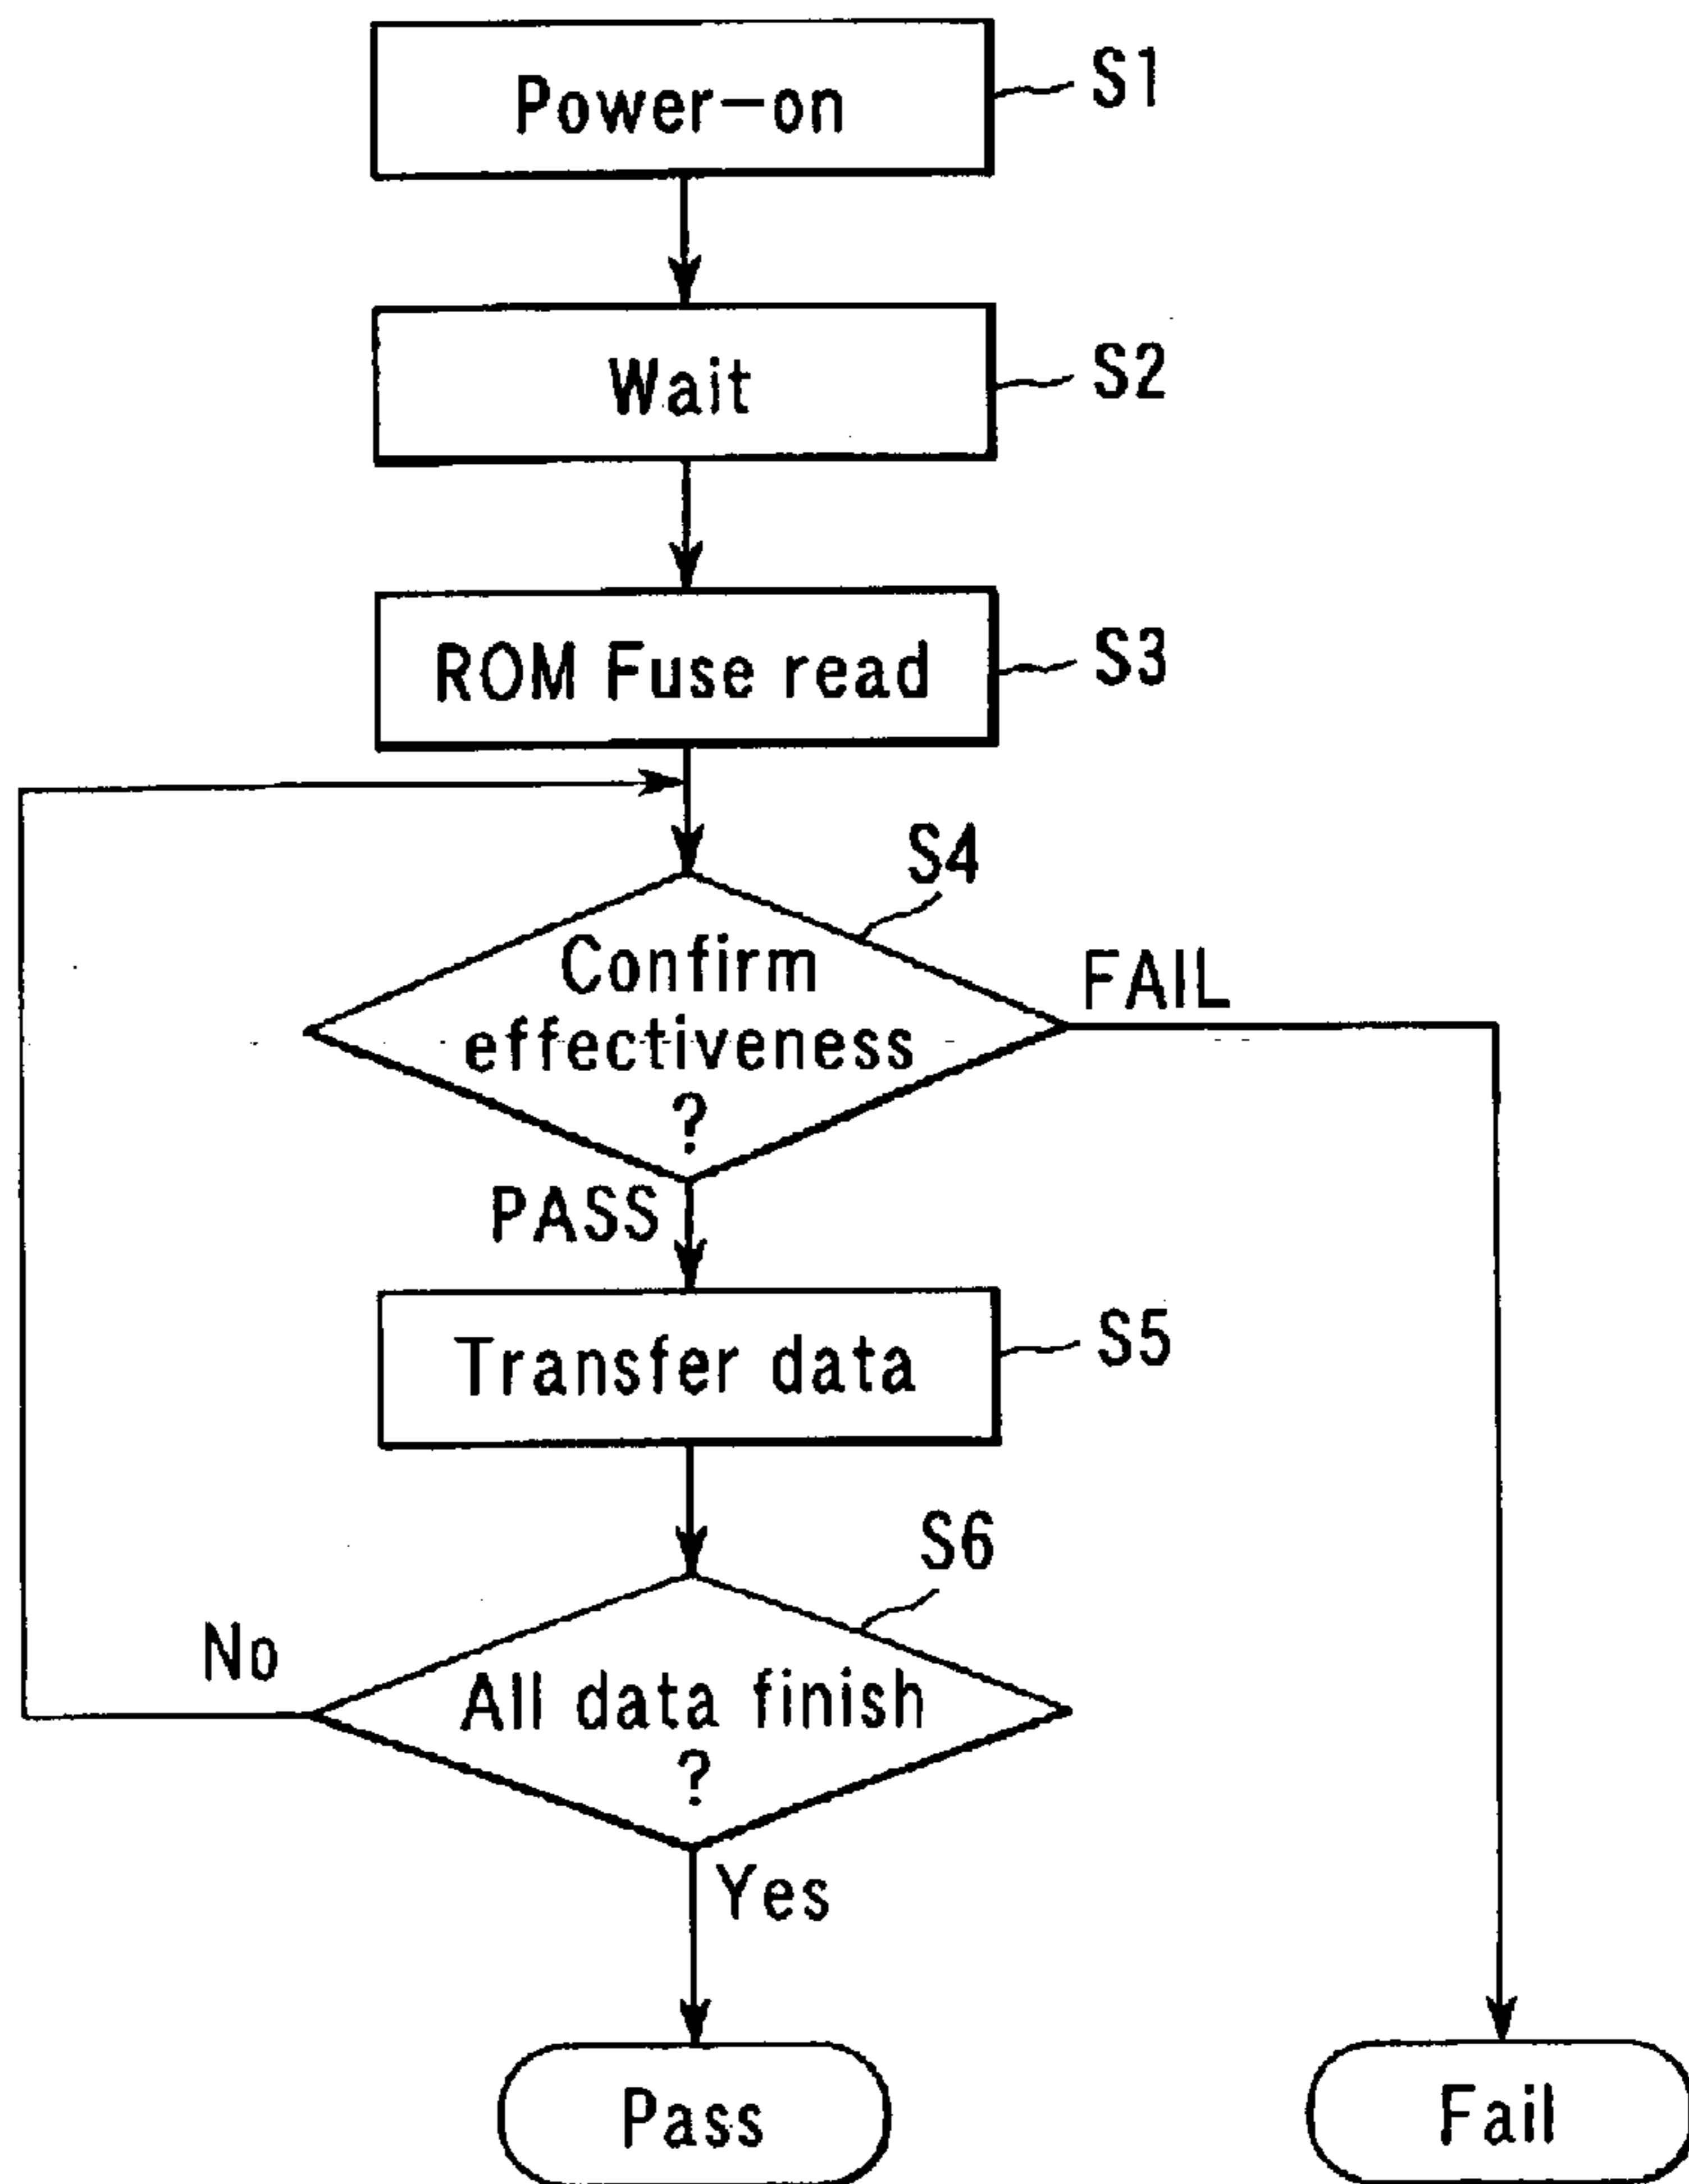 Power-on
S1
Wait
S2
ROM Fuse read
S3
S4
Confirm
effectiveness
?
FAIL
PASS
Transfer data
S5
S6
No
All data finish
?
Yes
Pass
Fail